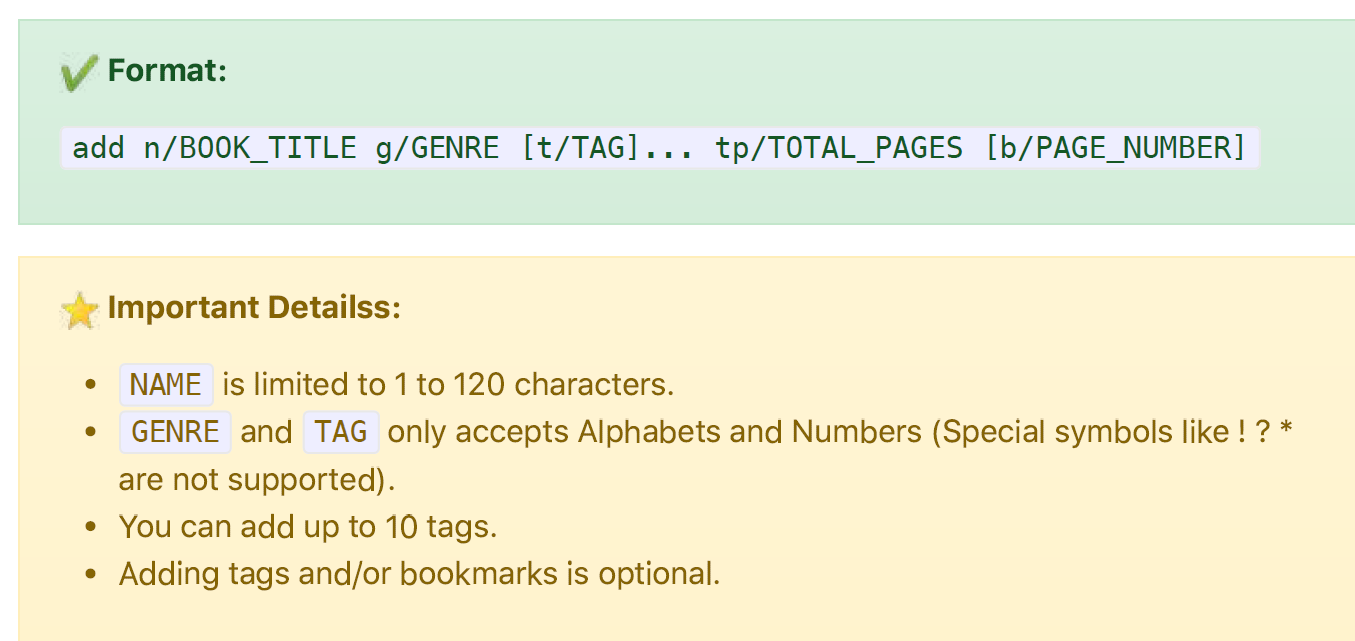 Format:
add n/BOOK_TITLE g/GENRE [t/TAG]... tp/TOTAL_PAGES [b/PAGE_NUMBER]
Important Detailss:
• NAME is limited to 1 to 120 characters.
• GENRE and TAG only accepts Alphabets and Numbers (Special symbols like ! ? *
are not supported).
• You can add up to 10 tags.
• Adding tags and/or bookmarks is optional.